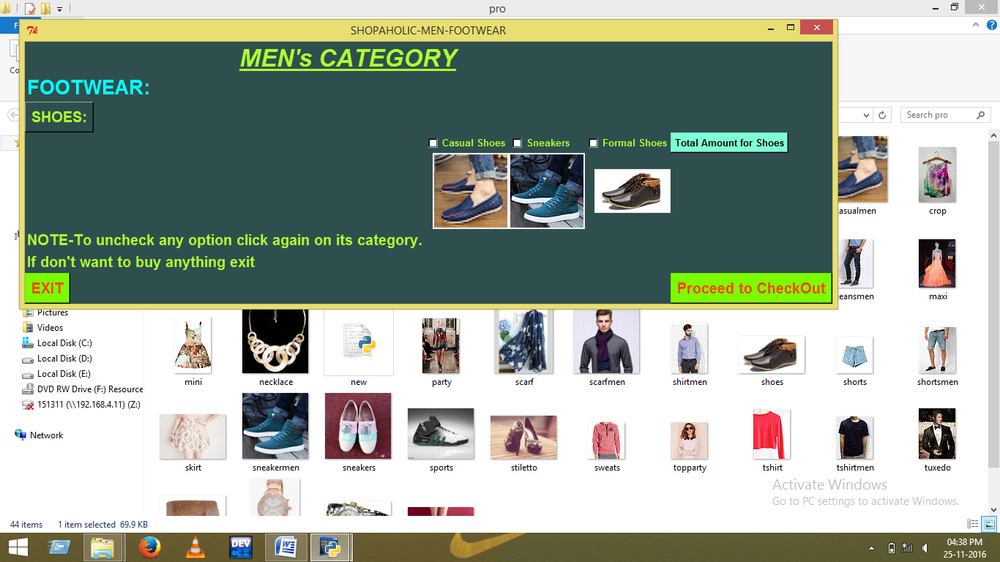 pro
F
SHOPAHOLIC-MEN-FOOTWEAR
Co
MEN's CATEGORY
FOOTWEAR:
SHOES:
Search pro
Casual Shoes
Sneakers
Formal Shoes
Total Amount for Shoes
NOTE-To uncheck any option click again on its category.
If don't want to buy anything exit
EXIT
Proceed to CheckOut
asualmen
crop
eansmen
maxi
Pictures
Videos
Local Disk (C:)
Local Disk (D:)
Local Disk (E:)
DVD RW Drive (F:) Resource
151311 (\\192.168.4.11) (Z:)
Network
mini
necklace
new
party
scarf
scarfmen
shirtmen
shoes
shorts
shortsmen
skirt
sneakermen
sneakers
sports
stiletto
sweats
topparty
tshirt
tshirtmen
tuxedo
Activate Windows
Go to PC settings to activate Windows.
44 items
1 item selected 69.9 KB
DEV
C++
04:38 PM
25-11-2016